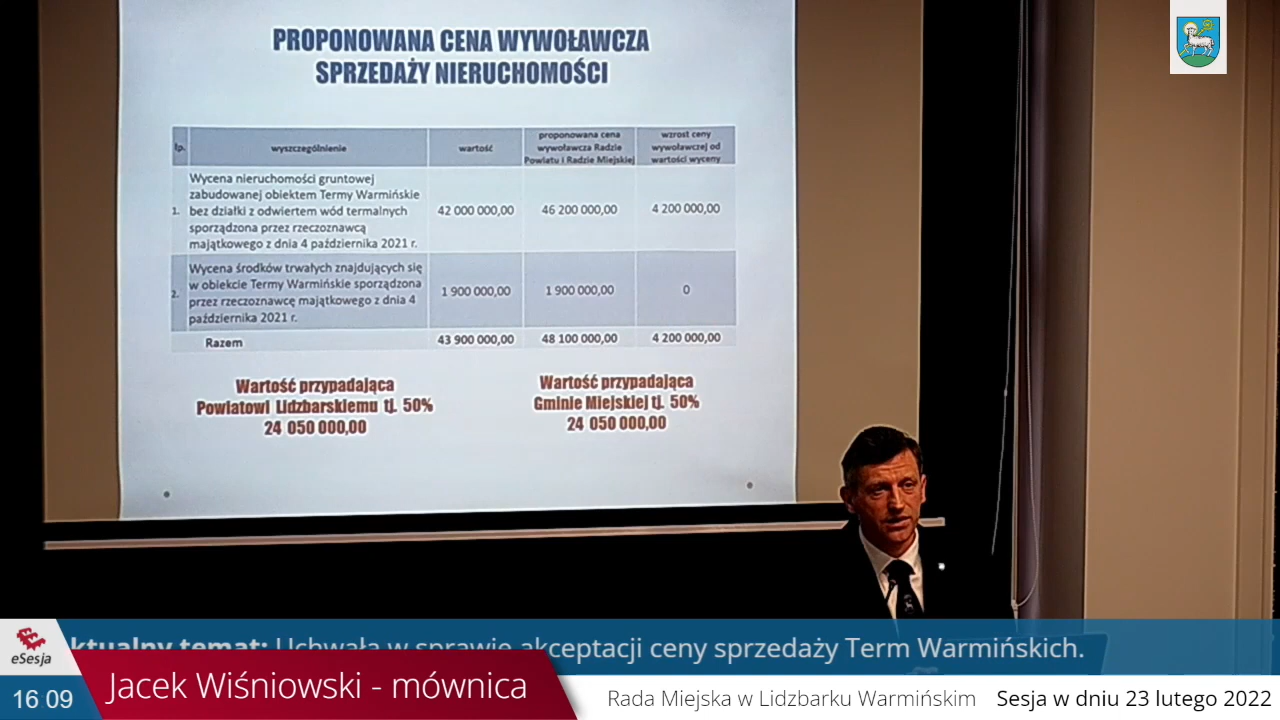 PROPONOWANA CENA WYWOŁAWCZA
SPRZEDAŻY NIERUCHOMOŚCI
lp.
wyszczególnienie
wartość
proponowana cena
wywoławcza Radzie
Powiatu i Radzie Miejskiej
wzrost ceny
wywoławczej od
wartości wyceny
1.
Wycena nieruchomości gruntowej
zabudowanej obiektem Termy Warmińskie
bez działki z odwiertem wód termalnych
sporządzona przez rzeczoznawcą
majątkowego z dnia 4 października 2021 r.
42 000 000,00
46 200 000,00
4 200 000,00
2.
Wycena środków trwałych znajdujących się
w obiekcie Termy Warmińskie sporządzona
przez rzeczoznawcę majątkowego z dnia 4
października 2021 r.
1 900 000,00
1 900 000,00
0
Razem
43 900 000,00
48 100 000,00
4 200 000,00
Wartość przypadająca
Powiatowi Lidzbarskiemu tj. 50%
24 050 000,00
Wartość przypadająca
Gminie Miejskiej tj. 50%
24 050 000,00
ktualny temat: Uchwała w sprawie akceptacji ceny sprzedaży Term Warmińskich.
eSesja
16 09
Jacek Wiśniowski - mównica
Rada Miejska w Lidzbarku Warmińskim
Sesja w dniu 23 lutego 2022